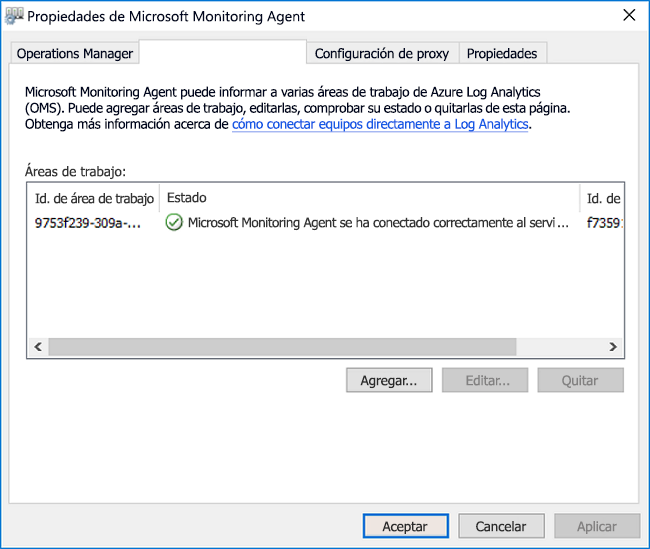 Propiedades de Microsoft Monitoring Agent
Operations Manager
Configuración de proxy
Propiedades
Microsoft Monitoring Agent puede informar a varias áreas de trabajo de Azure Log Analytics
(OMS). Puede agregar áreas de trabajo, editarlas, comprobar su estado o quitarlas de esta página.
Obtenga más información acerca de cómo conectar equipos directamente a Log Analytics.
Áreas de trabajo:
Id. de área de trabajo Estado Id. de
9753f239-309a-... Microsoft Monitoring Agent se ha conectado correctamente al servi... f7359
Agregar... Editar... Quitar
Aceptar Cancelar Aplicar